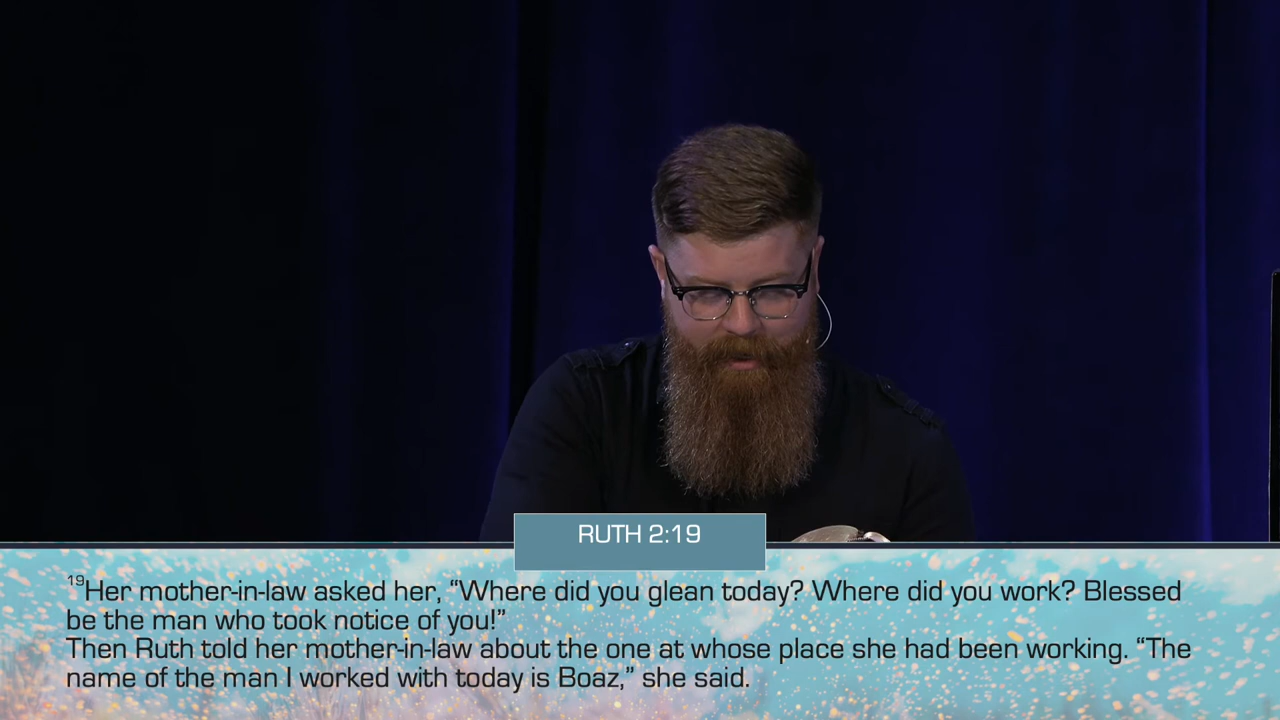 RUTH 2:19
19Her mother-in-law asked her, “Where did you glean today? Where did you work? Blessed
be the man who took notice of you!”
Then Ruth told her mother-in-law about the one at whose place she had been working. “The
name of the man I worked with today is Boaz,” she said.